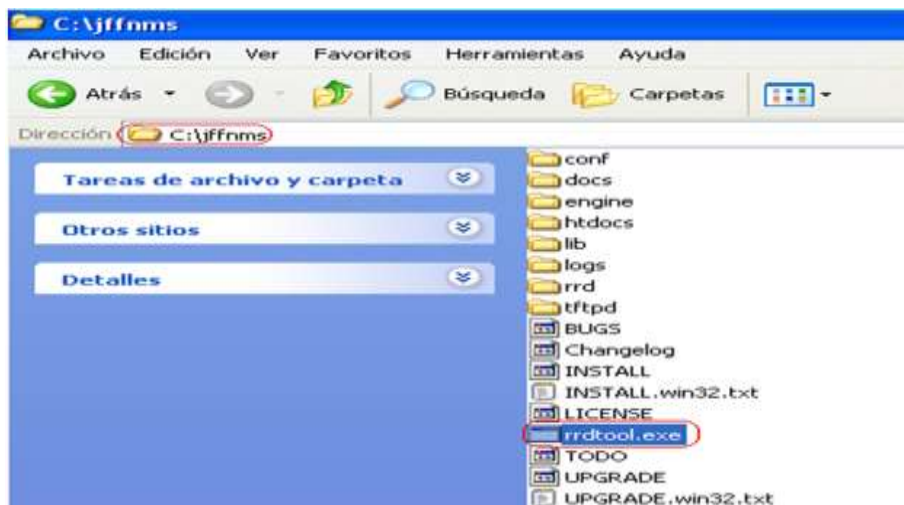 C:\jffnms
Archivo Edición Ver Favoritos Herramientas Ayuda
Atrás Búsqueda Carpetas
Dirección C:\jffnms
Tareas de archivo y carpeta
Otros sitios
Detalles
conf
docs
engine
htdocs
lib
logs
rrd
tftpd
BUGS
Changelog
INSTALL
INSTALL.win32.txt
LICENSE
rrdtool.exe
TODO
UPGRADE
UPGRADE.win32.txt